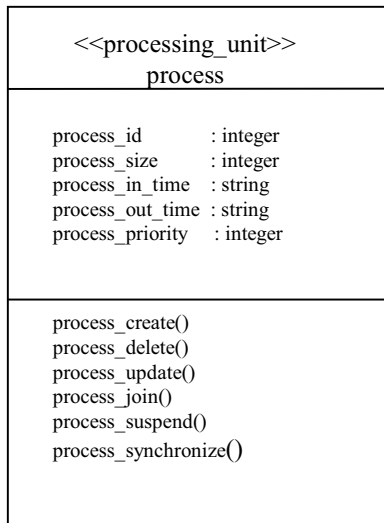 <<processing_unit>>
process
process_id : integer
process_size : integer
process_in_time : string
process_out_time : string
process_priority : integer
process_create()
process_delete()
process_update()
process_join()
process_suspend()
process_synchronize()